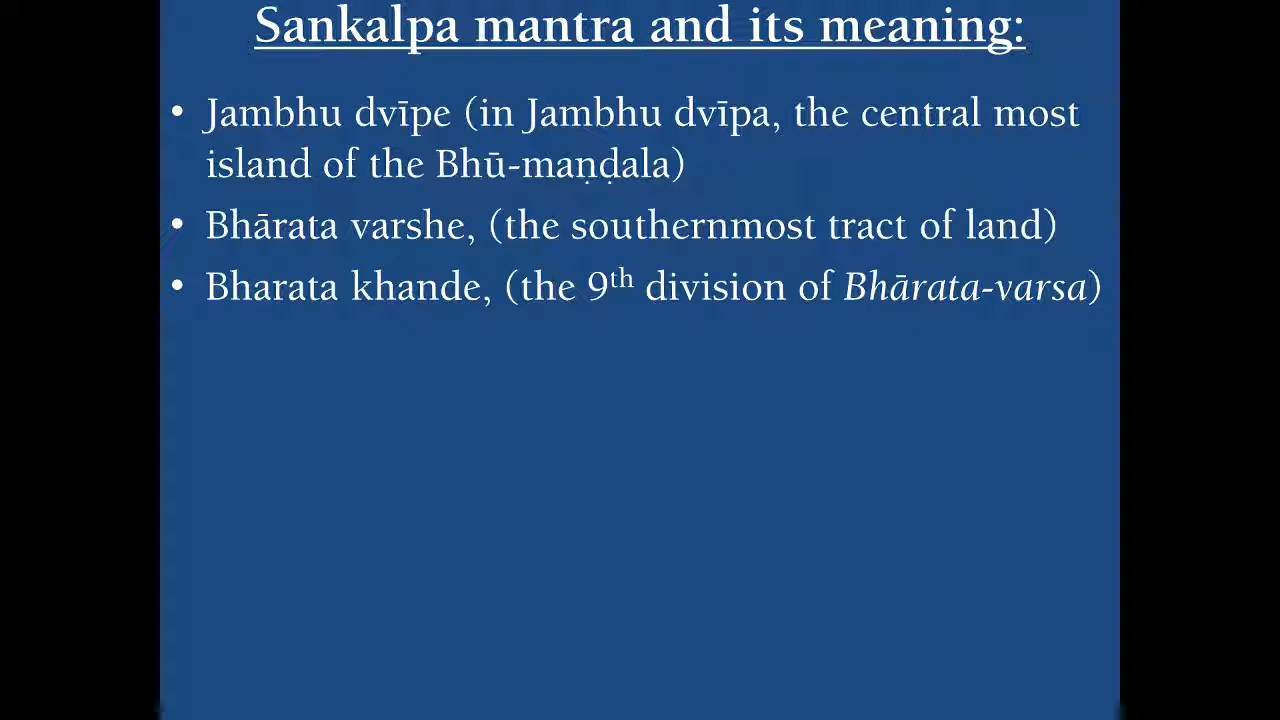 Sankalpa mantra and its meaning:
• Jambhu dvīpe (in Jambhu dvīpa, the central most
island of the Bhū-maṇḍala)
• Bhārata varshe, (the southernmost tract of land)
• Bharata khande, (the 9th division of Bhārata-varsa)